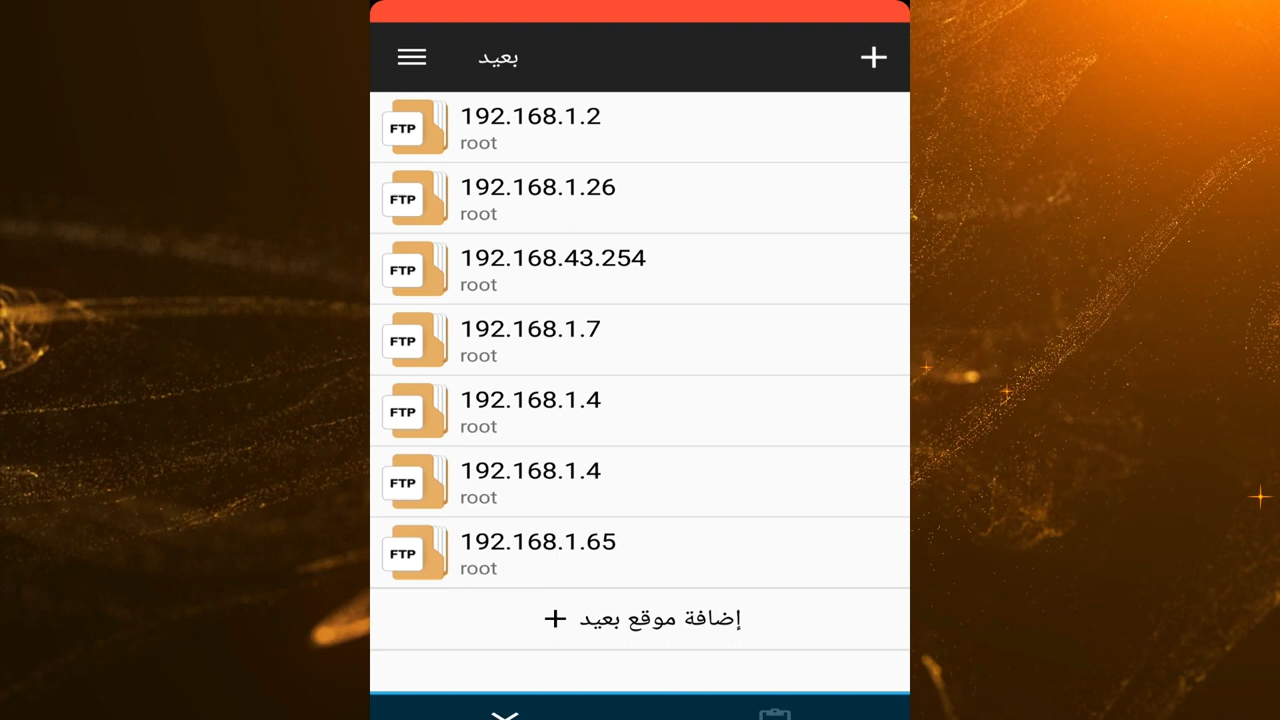 بعيد
FTP
192.168.1.2
root
FTP
192.168.1.26
root
FTP
192.168.43.254
root
FTP
192.168.1.7
root
FTP
192.168.1.4
root
FTP
192.168.1.4
root
FTP
192.168.1.65
root
إضافة موقع بعيد +